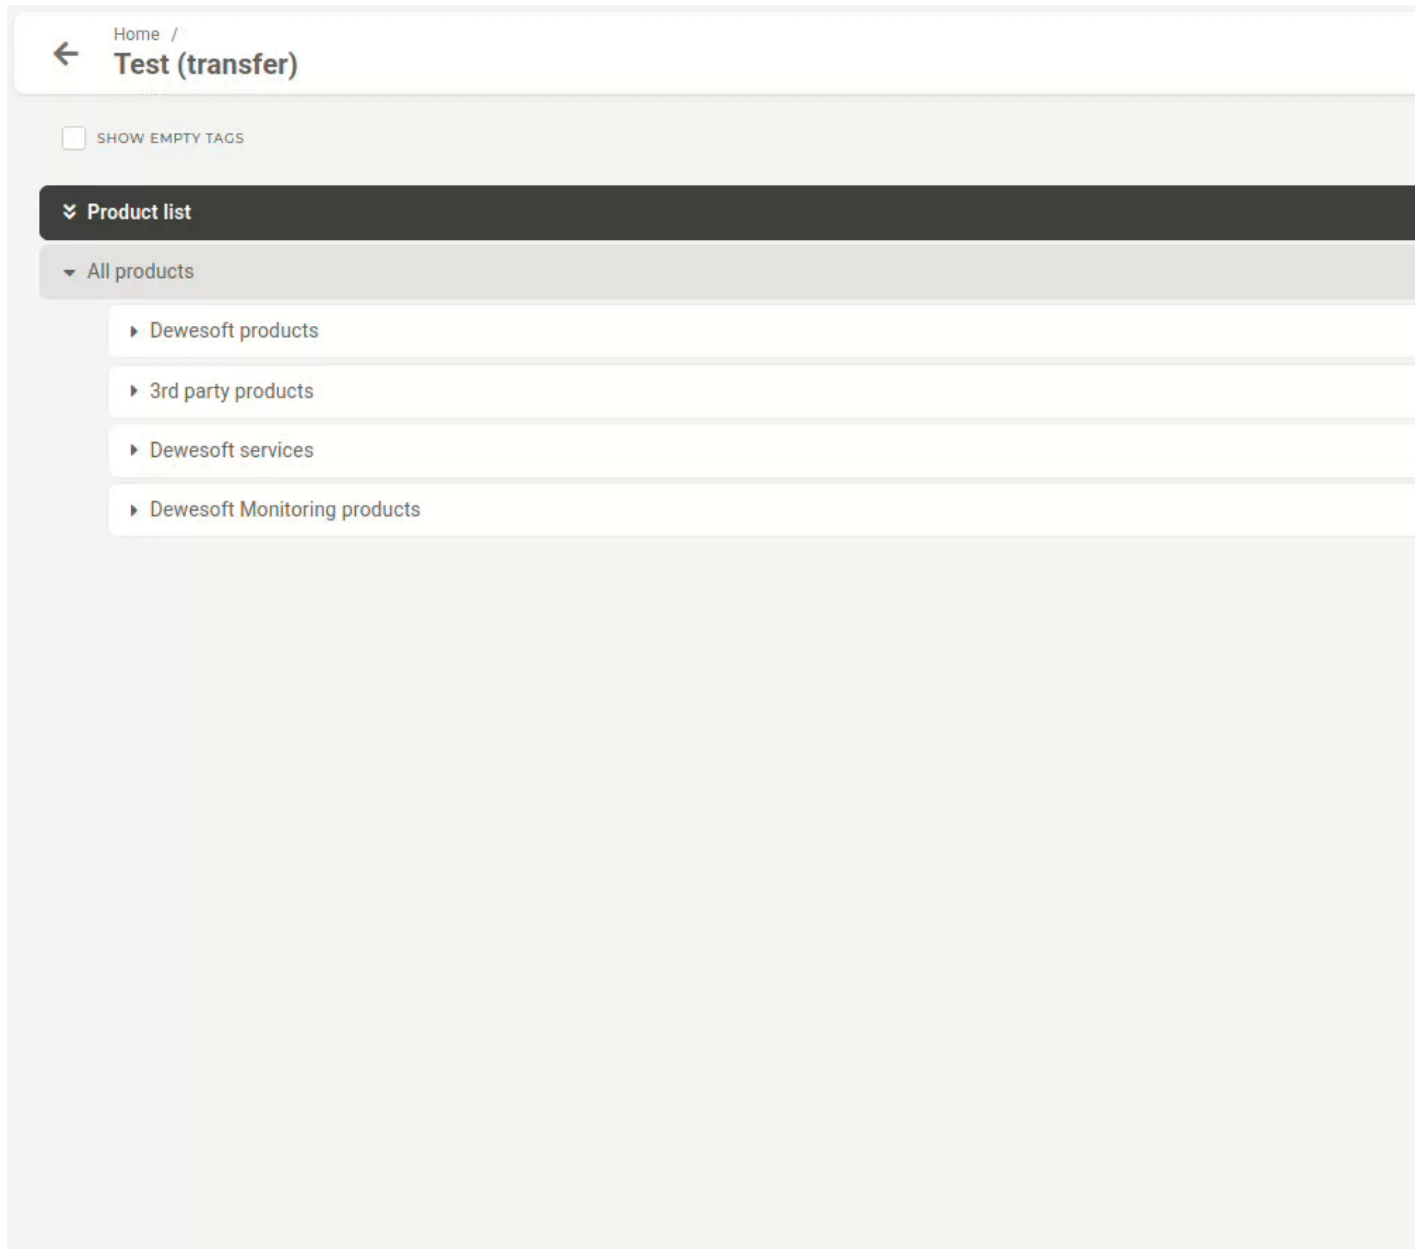 Home /
Test (transfer)
SHOW EMPTY TAGS
Product list
All products
Dewesoft products
3rd party products
Dewesoft services
Dewesoft Monitoring products